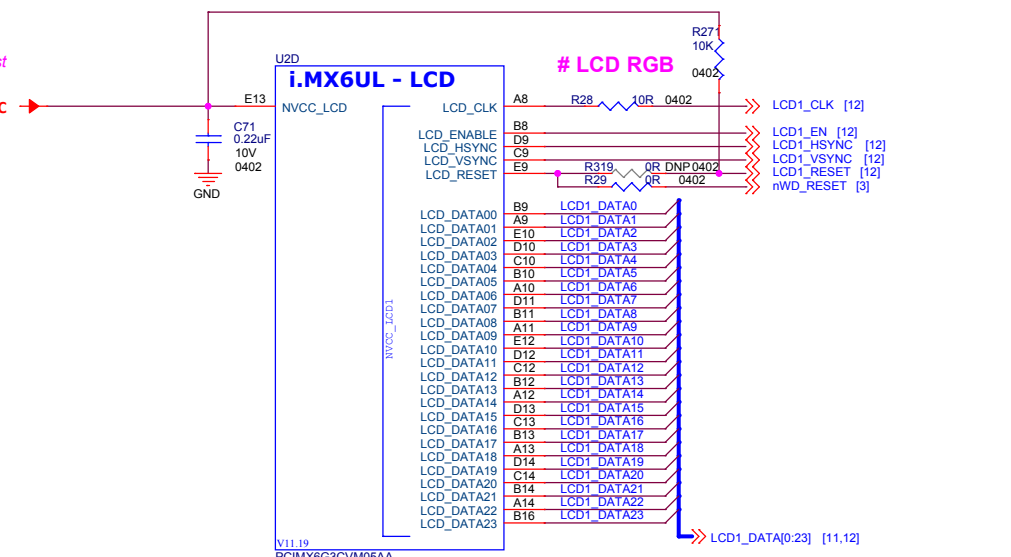 R271
10K
0402
st
U2D
i.MX6UL - LCD
# LCD RGB
C
E13
NVCC_LCD
LCD_CLK
A8
R28
10R
0402
LCD1_CLK [12]
C71
0.22uF
10V
0402
GND
LCD_ENABLE
B8
LCD1_EN [12]
LCD_HSYNC
D9
LCD1_HSYNC [12]
LCD_VSYNC
C9
LCD1_VSYNC [12]
LCD_RESET
E9
R319
0R
DNP 0402
LCD1_RESET [12]
R29
0R
0402
nWD_RESET [3]
LCD_DATA00
B9
LCD1_DATA0
LCD_DATA01
A9
LCD1_DATA1
LCD_DATA02
E10
LCD1_DATA2
LCD_DATA03
D10
LCD1_DATA3
LCD_DATA04
C10
LCD1_DATA4
LCD_DATA05
B10
LCD1_DATA5
LCD_DATA06
A10
LCD1_DATA6
LCD_DATA07
D11
LCD1_DATA7
LCD_DATA08
B11
LCD1_DATA8
LCD_DATA09
A11
LCD1_DATA9
LCD_DATA10
E12
LCD1_DATA10
LCD_DATA11
D12
LCD1_DATA11
LCD_DATA12
C12
LCD1_DATA12
LCD_DATA13
B12
LCD1_DATA13
LCD_DATA14
A12
LCD1_DATA14
LCD_DATA15
D13
LCD1_DATA15
LCD_DATA16
C13
LCD1_DATA16
LCD_DATA17
B13
LCD1_DATA17
LCD_DATA18
A13
LCD1_DATA18
LCD_DATA19
D14
LCD1_DATA19
LCD_DATA20
C14
LCD1_DATA20
LCD_DATA21
B14
LCD1_DATA21
LCD_DATA22
A14
LCD1_DATA22
LCD_DATA23
B16
LCD1_DATA23
NVCC_LCD1
LCD1_DATA[0:23] [11,12]
V11.19
PCIMX6G3CVM05AA